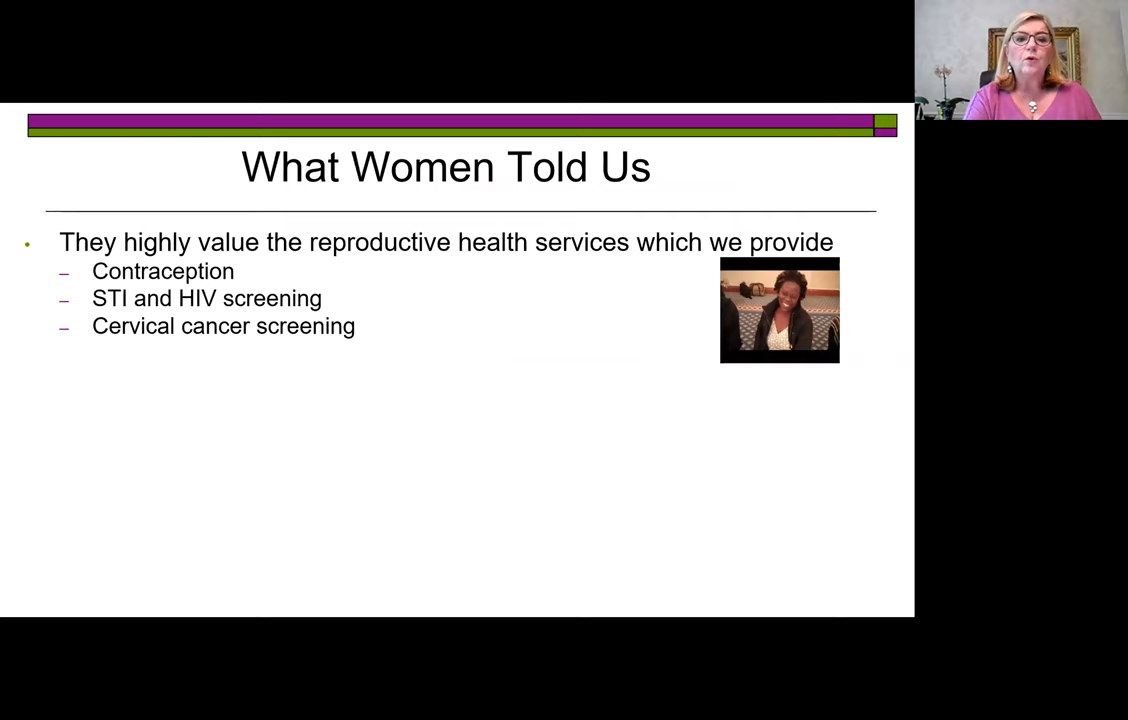 What Women Told Us
• They highly value the reproductive health services which we provide
– Contraception
– STI and HIV screening
– Cervical cancer screening